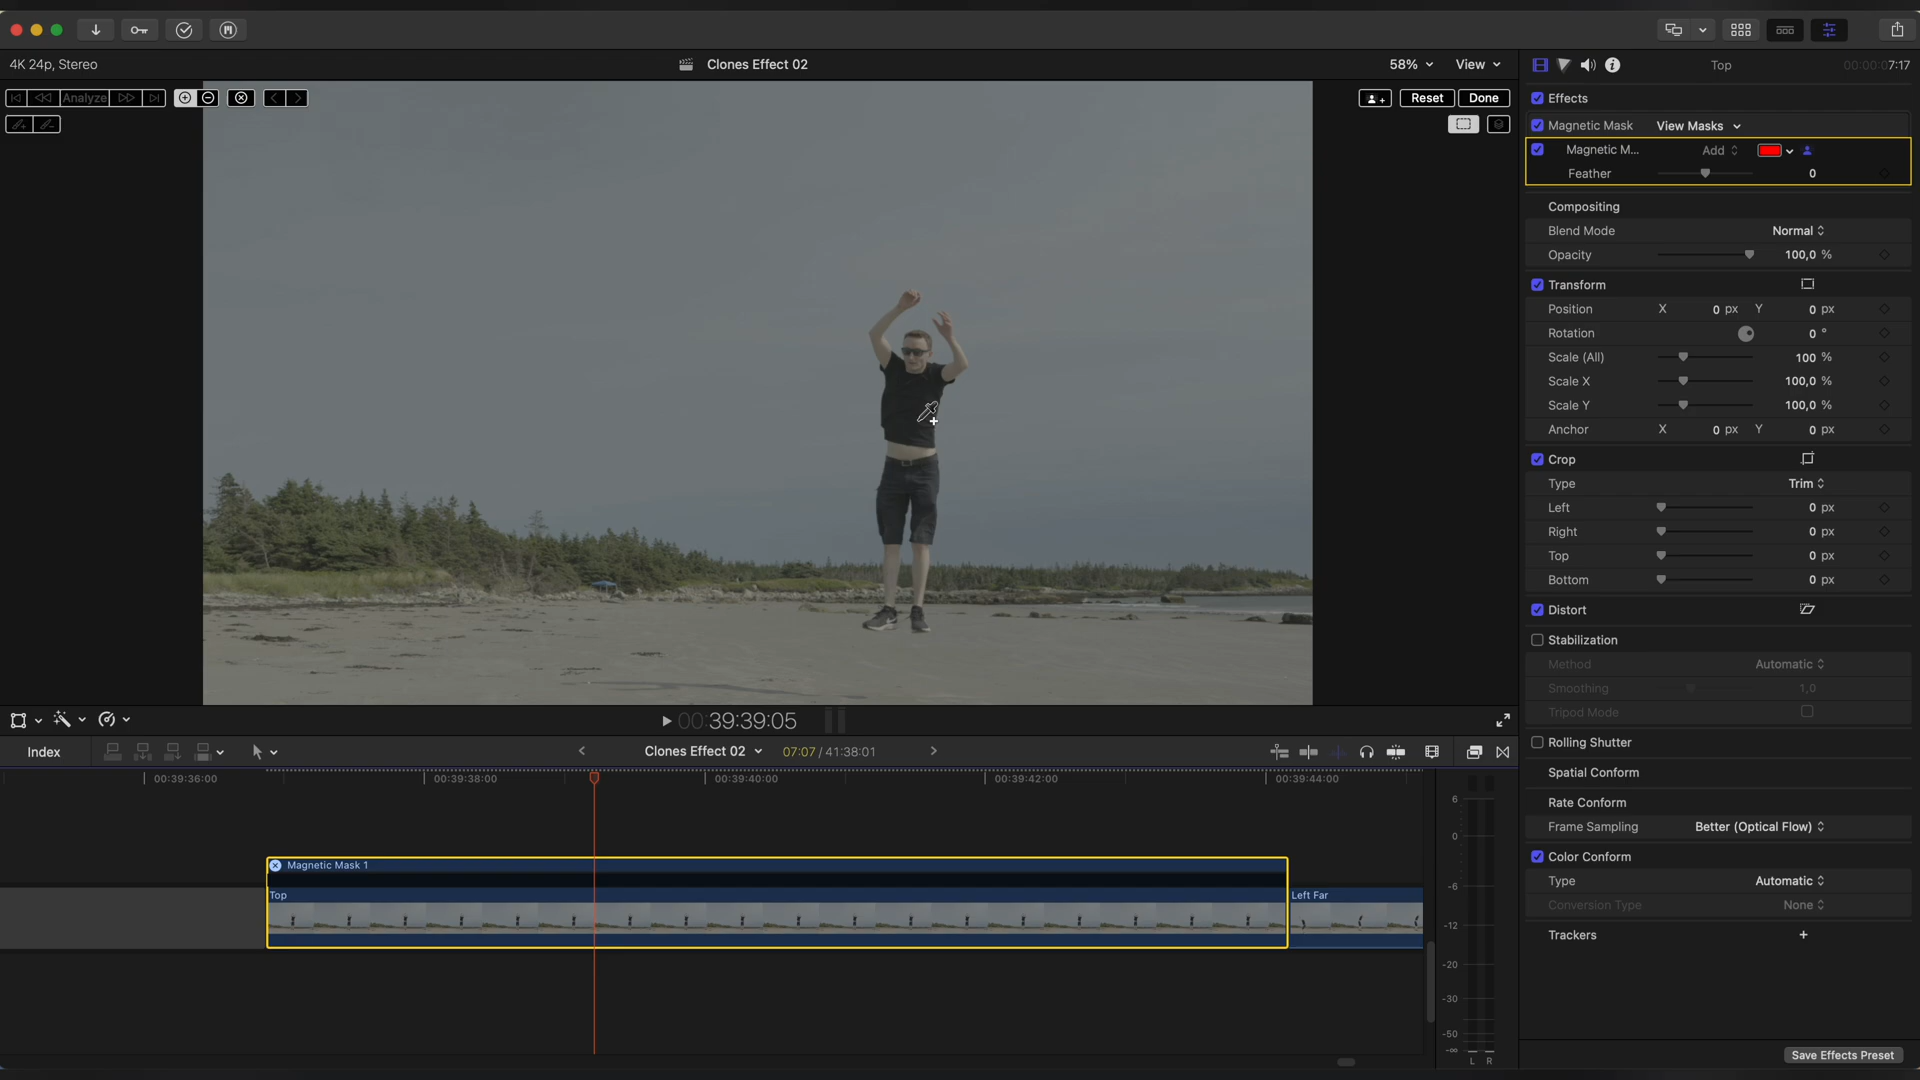 4K 24p, Stereo
Clones Effect 02
58%
View
Top
00:00:07:17
Analyze
Reset
Done
Effects
Magnetic Mask
View Masks
Magnetic M...
Add
Feather
0
Compositing
Blend Mode
Normal
Opacity
100,0 %
Transform
Position
X 0 px Y 0 px
Rotation
0 °
Scale (All)
100 %
Scale X
100,0 %
Scale Y
100,0 %
Anchor
X 0 px Y 0 px
Crop
Type
Trim
Left
0 px
Right
0 px
Top
0 px
Bottom
0 px
Distort
Stabilization
Method
Automatic
Smoothing
1,0
Tripod Mode
Rolling Shutter
Spatial Conform
Rate Conform
Frame Sampling
Better (Optical Flow)
Color Conform
Type
Automatic
Conversion Type
None
Trackers
+
Save Effects Preset
00:39:39:05
Index
Clones Effect 02
07:07 / 41:38:01
00:39:36:00
00:39:38:00
00:39:40:00
00:39:42:00
00:39:44:00
Magnetic Mask 1
Top
Left Far
6
0
-6
-12
-20
-30
-50
-∞
L R